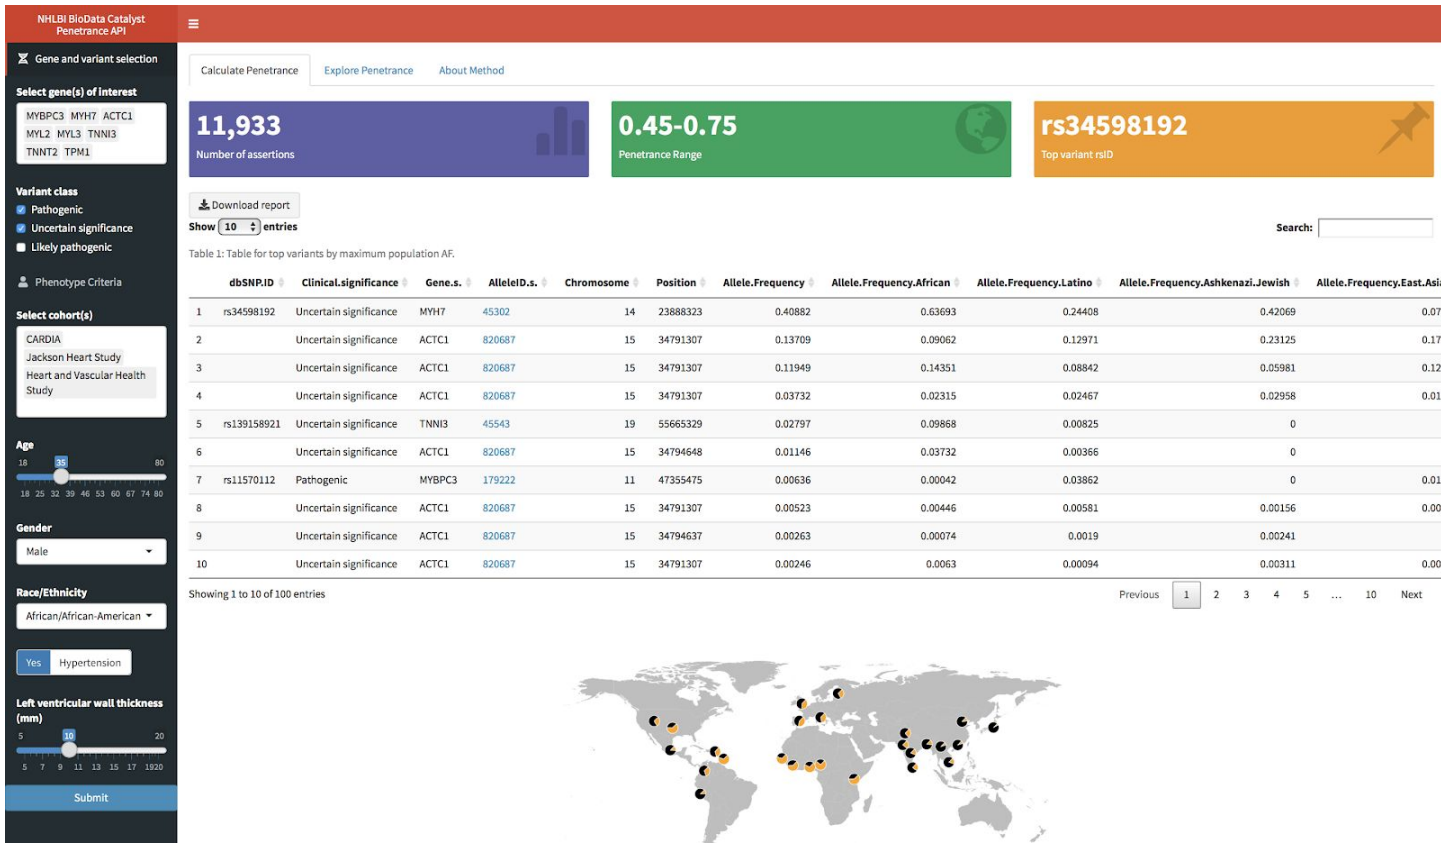 NHLBI BioData Catalyst
Penetrance API
Gene and variant selection
Select gene(s) of interest
MYBPC3 MYH7 ACTC1
MYL2 MYL3 TNNI3
TNNT2 TPM1
Variant class
Pathogenic
Uncertain significance
Likely pathogenic
Phenotype Criteria
Select cohort(s)
CARDIA
Jackson Heart Study
Heart and Vascular Health
Study
Age
18 35 80
18 25 32 39 46 53 60 67 74 80
Gender
Male
Race/Ethnicity
African/African-American
Yes Hypertension
Left ventricular wall thickness
(mm)
5 10 20
5 7 9 11 13 15 17 1920
Submit
Calculate Penetrance Explore Penetrance About Method
11,933
Number of assertions
0.45-0.75
Penetrance Range
rs34598192
Top variant rsID
Download report
Show 10 entries
Search:
Table 1: Table for top variants by maximum population AF.
dbSNP.ID Clinical.significance Gene.s. AlleleID.s. Chromosome Position Allele.Frequency Allele.Frequency.African Allele.Frequency.Latino Allele.Frequency.Ashkenazi.Jewish Allele.Frequency.East.Asi
1 rs34598192 Uncertain significance MYH7 45302 14 23888323 0.40882 0.63693 0.24408 0.42069 0.07
2 Uncertain significance ACTC1 820687 15 34791307 0.13709 0.09062 0.12971 0.23125 0.17
3 Uncertain significance ACTC1 820687 15 34791307 0.11949 0.14351 0.08842 0.05981 0.12
4 Uncertain significance ACTC1 820687 15 34791307 0.03732 0.02315 0.02467 0.02958 0.01
5 rs139158921 Uncertain significance TNNI3 45543 19 55665329 0.02797 0.09868 0.00825 0
6 Uncertain significance ACTC1 820687 15 34794648 0.01146 0.03732 0.00366 0
7 rs11570112 Pathogenic MYBPC3 179222 11 47355475 0.00636 0.00042 0.03862 0 0.01
8 Uncertain significance ACTC1 820687 15 34791307 0.00523 0.00446 0.00581 0.00156 0.00
9 Uncertain significance ACTC1 820687 15 34794637 0.00263 0.00074 0.0019 0.00241
10 Uncertain significance ACTC1 820687 15 34791307 0.00246 0.0063 0.00094 0.00311 0.00
Showing 1 to 10 of 100 entries
Previous 1 2 3 4 5 ... 10 Next